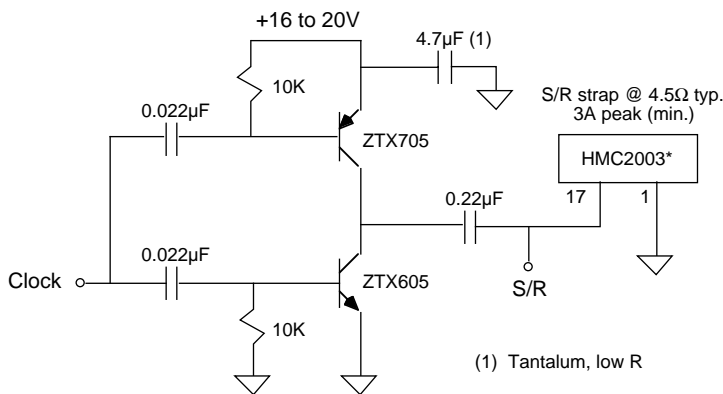 +16 to 20V
4.7µF (1)
10K
S/R strap @ 4.5Ω typ.
3A peak (min.)
0.022µF
ZTX705
HMC2003*
17
1
0.22µF
0.022µF
Clock
ZTX605
S/R
10K
(1) Tantalum, low R